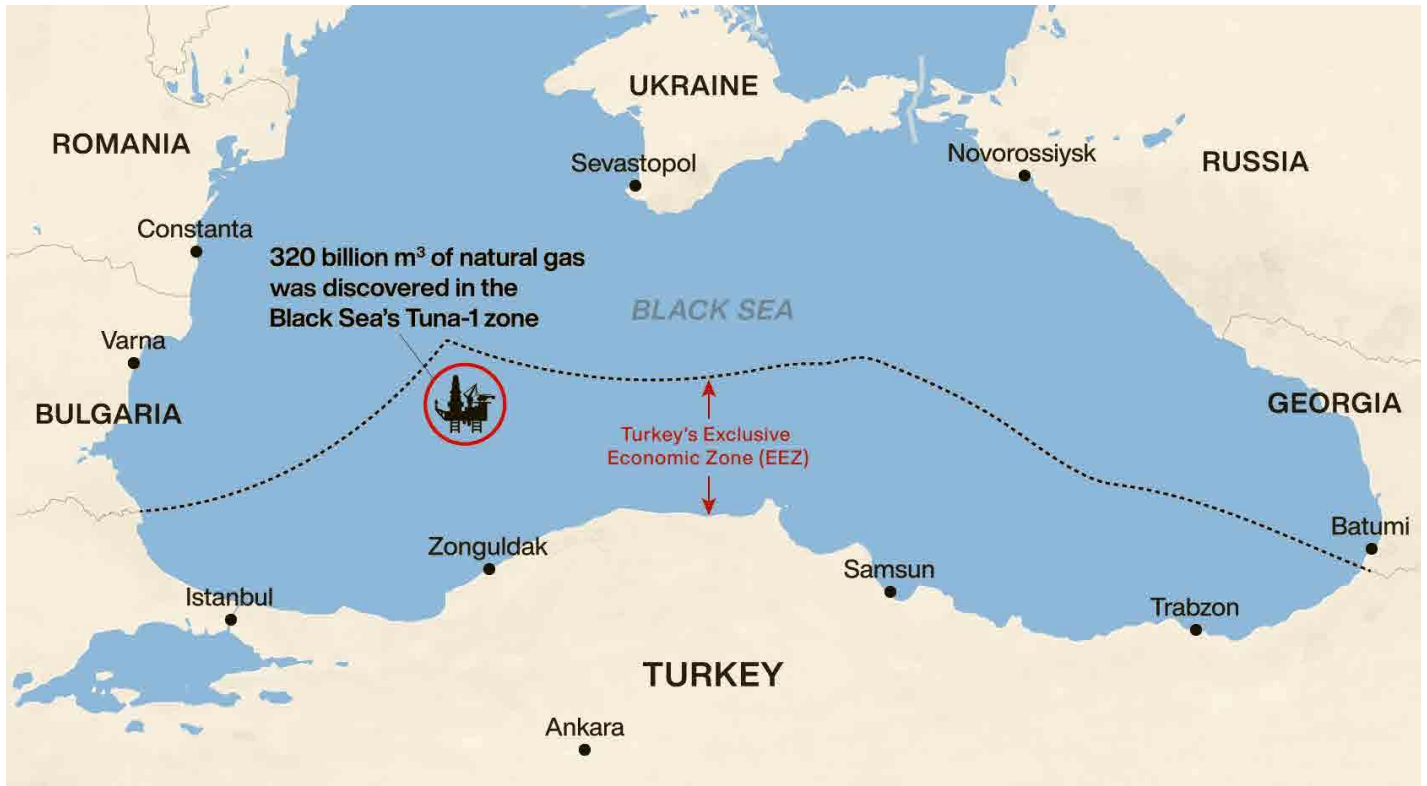 UKRAINE
ROMANIA
Sevastopol
Novorossiysk
RUSSIA
Constanta
320 billion m³ of natural gas
was discovered in the
Black Sea's Tuna-1 zone
BLACK SEA
Varna
BULGARIA
GEORGIA
Turkey's Exclusive
Economic Zone (EEZ)
Batumi
Zonguldak
Samsun
Istanbul
Trabzon
TURKEY
Ankara